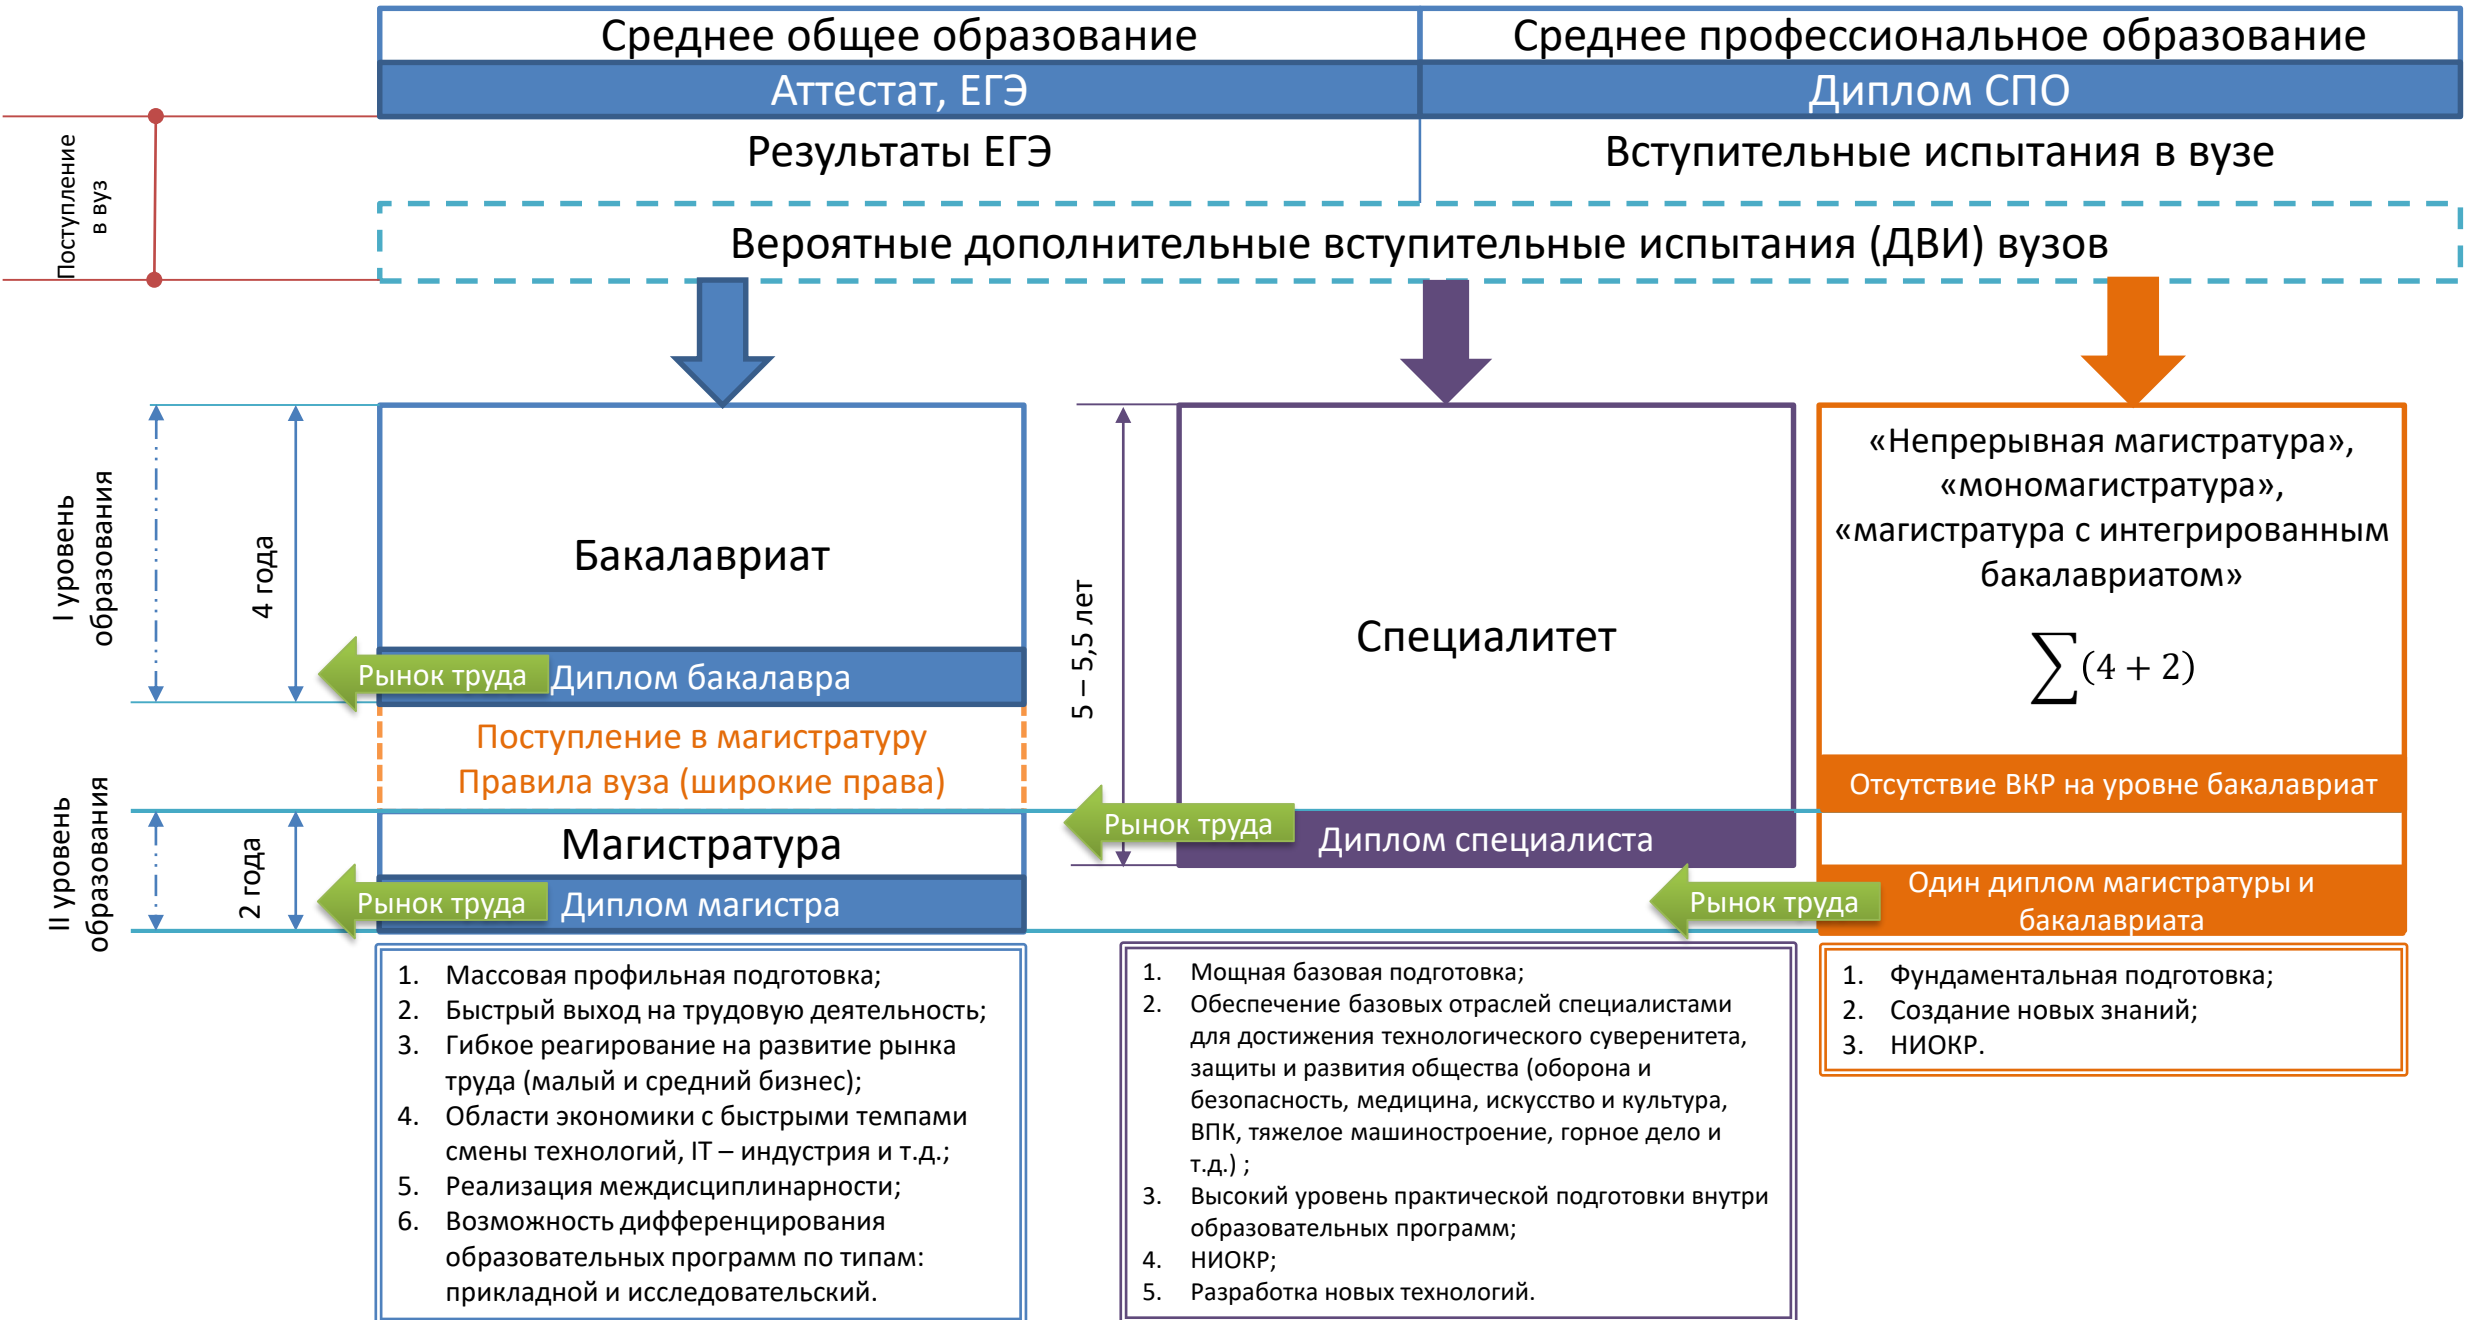 Среднее общее образование
Среднее профессиональное образование
Аттестат, ЕГЭ
Диплом СПО
Поступление
в вуз
Результаты ЕГЭ
Вступительные испытания в вузе
Вероятные дополнительные вступительные испытания (ДВИ) вузов
I уровень
образования
4 года
Бакалавриат
Рынок труда
Диплом бакалавра
Поступление в магистратуру
Правила вуза (широкие права)
II уровень
образования
2 года
Магистратура
Рынок труда
Диплом магистра
5 – 5,5 лет
Специалитет
Рынок труда
Диплом специалиста
«Непрерывная магистратура»,
«мономагистратура»,
«магистратура с интегрированным
бакалавриатом»
∑(4 + 2)
Отсутствие ВКР на уровне бакалавриат
Рынок труда
Один диплом магистратуры и
бакалавриата
1. Массовая профильная подготовка;
2. Быстрый выход на трудовую деятельность;
3. Гибкое реагирование на развитие рынка
труда (малый и средний бизнес);
4. Области экономики с быстрыми темпами
смены технологий, IT – индустрия и т.д.;
5. Реализация междисциплинарности;
6. Возможность дифференцирования
образовательных программ по типам:
прикладной и исследовательский.
1. Мощная базовая подготовка;
2. Обеспечение базовых отраслей специалистами
для достижения технологического суверенитета,
защиты и развития общества (оборона и
безопасность, медицина, искусство и культура,
ВПК, тяжелое машиностроение, горное дело и
т.д.) ;
3. Высокий уровень практической подготовки внутри
образовательных программ;
4. НИОКР;
5. Разработка новых технологий.
1. Фундаментальная подготовка;
2. Создание новых знаний;
3. НИОКР.